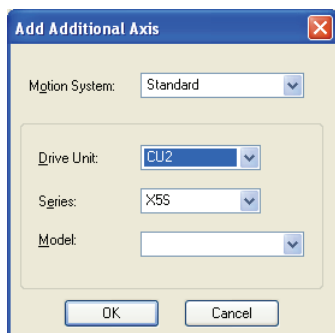 Add Additional Axis
Motion System: Standard
Drive Unit: CU2
Series: X5S
Model:
OK Cancel